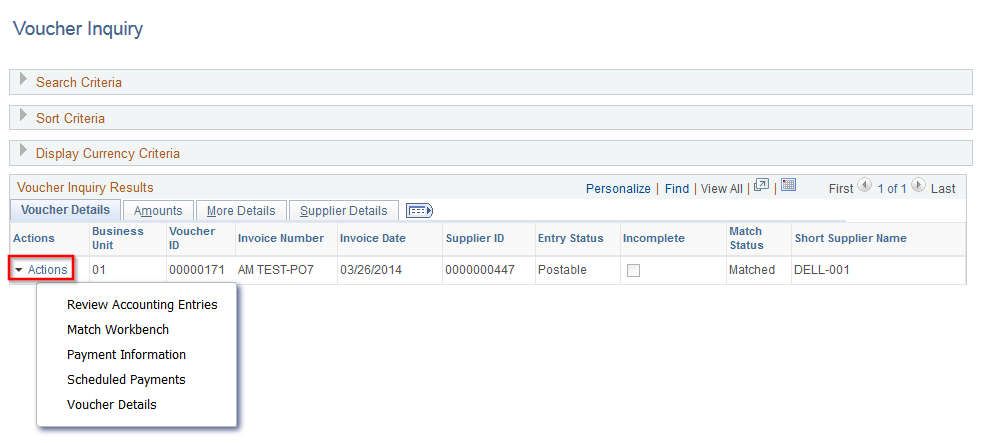 Voucher Inquiry
Search Criteria
Sort Criteria
Display Currency Criteria
Voucher Inquiry Results Personalize | Find | View All | | First 1 of 1 Last
Voucher Details Amounts More Details Supplier Details
Actions Business Unit Voucher ID Invoice Number Invoice Date Supplier ID Entry Status Incomplete Match Status Short Supplier Name
Actions 01 00000171 AM TEST-PO7 03/26/2014 0000000447 Postable Matched DELL-001
Review Accounting Entries
Match Workbench
Payment Information
Scheduled Payments
Voucher Details